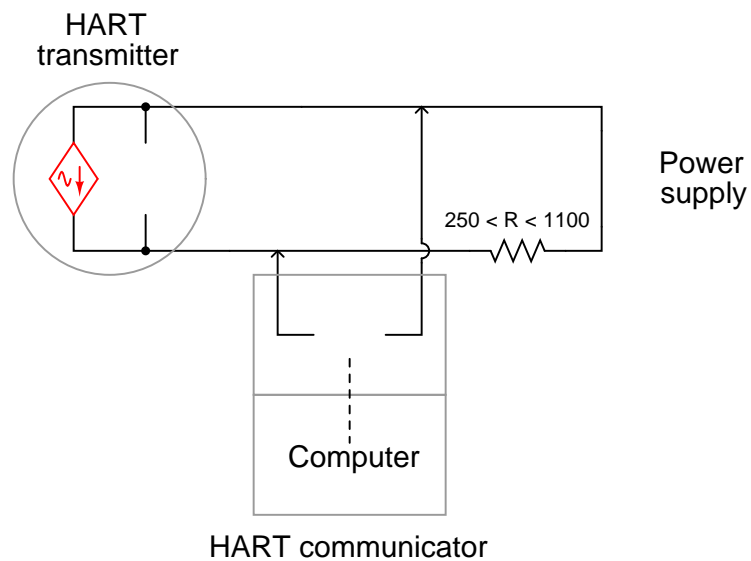 HART
transmitter
Power
supply
250 < R < 1100
Computer
HART communicator